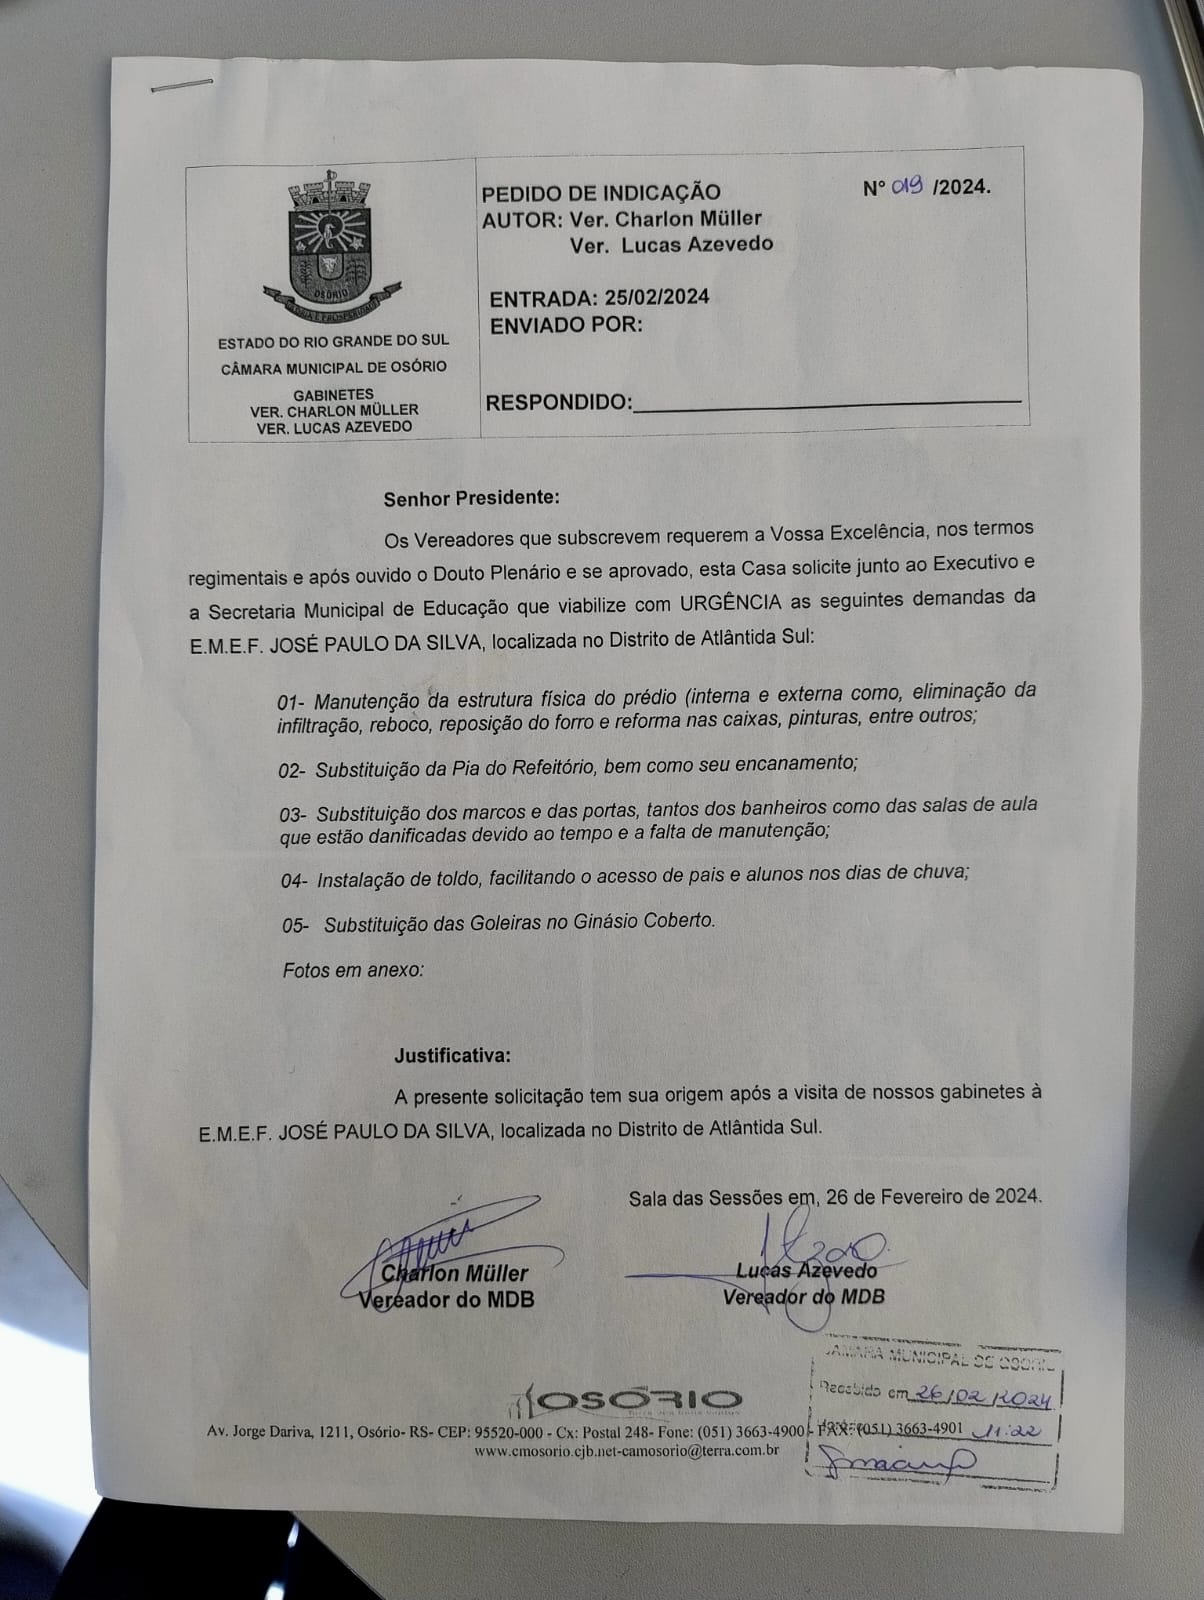 PEDIDO DE INDICAÇÃO Nº 019 /2024.
AUTOR: Ver. Charlon Müller
Ver. Lucas Azevedo
ENTRADA: 25/02/2024
ENVIADO POR:
RESPONDIDO:
OSÓRIO
ESTADO DO RIO GRANDE DO SUL
CÂMARA MUNICIPAL DE OSÓRIO
GABINETES
VER. CHARLON MÜLLER
VER. LUCAS AZEVEDO
Senhor Presidente:
Os Vereadores que subscrevem requerem a Vossa Excelência, nos termos
regimentais e após ouvido o Douto Plenário e se aprovado, esta Casa solicite junto ao Executivo e
a Secretaria Municipal de Educação que viabilize com URGÊNCIA as seguintes demandas da
E.M.E.F. JOSÉ PAULO DA SILVA, localizada no Distrito de Atlântida Sul:
01- Manutenção da estrutura física do prédio (interna e externa como, eliminação da
infiltração, reboco, reposição do forro e reforma nas caixas, pinturas, entre outros;
02- Substituição da Pia do Refeitório, bem como seu encanamento;
03- Substituição dos marcos e das portas, tantos dos banheiros como das salas de aula
que estão danificadas devido ao tempo e a falta de manutenção;
04- Instalação de toldo, facilitando o acesso de pais e alunos nos dias de chuva;
05- Substituição das Goleiras no Ginásio Coberto.
Fotos em anexo:
Justificativa:
A presente solicitação tem sua origem após a visita de nossos gabinetes à
E.M.E.F. JOSÉ PAULO DA SILVA, localizada no Distrito de Atlântida Sul.
Sala das Sessões em, 26 de Fevereiro de 2024.
Charlon Müller
Vereador do MDB
Lucas Azevedo
Vereador do MDB
CÂMARA MUNICIPAL DE OSÓRIO
Recebido em 26/02/2024
11:22
OSÓRIO
Av. Jorge Dariva, 1211, Osório- RS- CEP: 95520-000 - Cx: Postal 248- Fone: (051) 3663-4900 - FAX: (051) 3663-4901
www.cmosorio.cjb.net-camosorio@terra.com.br